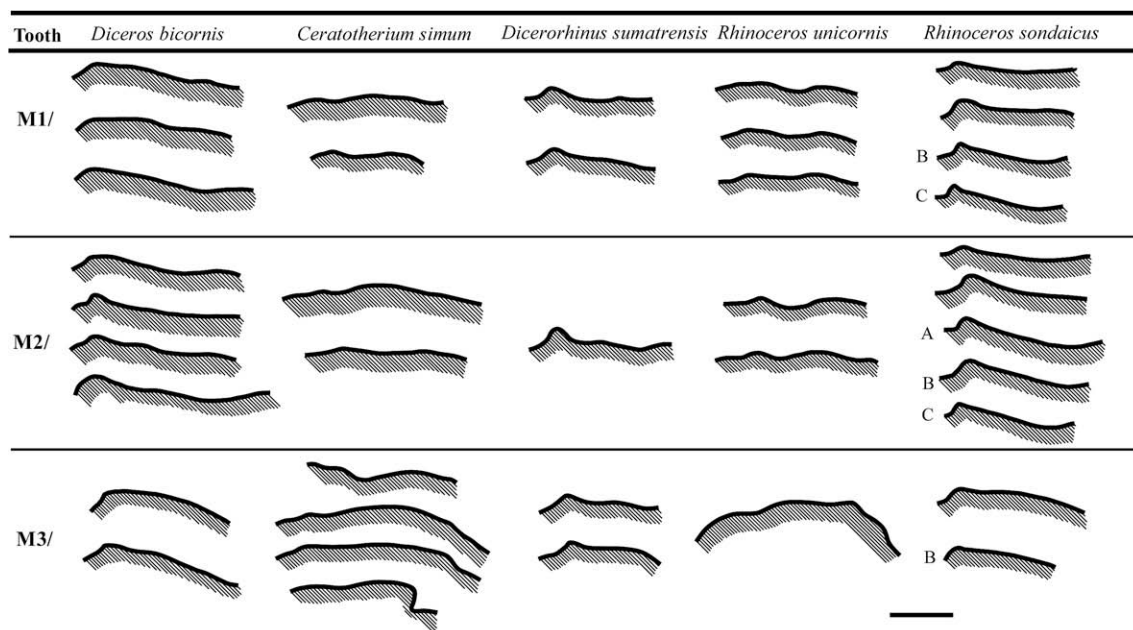 Tooth Diceros bicornis Ceratotherium simum Dicerorhinus sumatrensis Rhinoceros unicornis Rhinoceros sondaicus
M1/
B
C
M2/
A
B
C
M3/
B